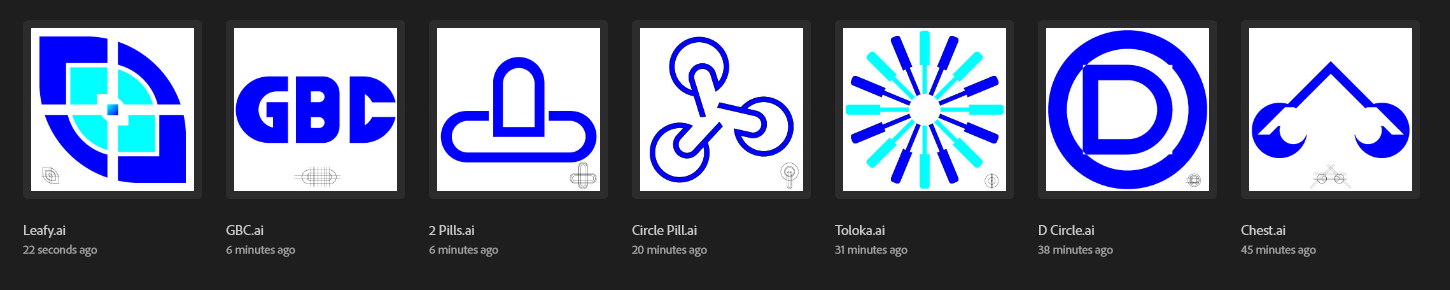 GBC
D
Leafy.ai
22 seconds ago
GBC.ai
6 minutes ago
2 Pills.ai
6 minutes ago
Circle Pill.ai
20 minutes ago
Toloka.ai
31 minutes ago
D Circle.ai
38 minutes ago
Chest.ai
45 minutes ago